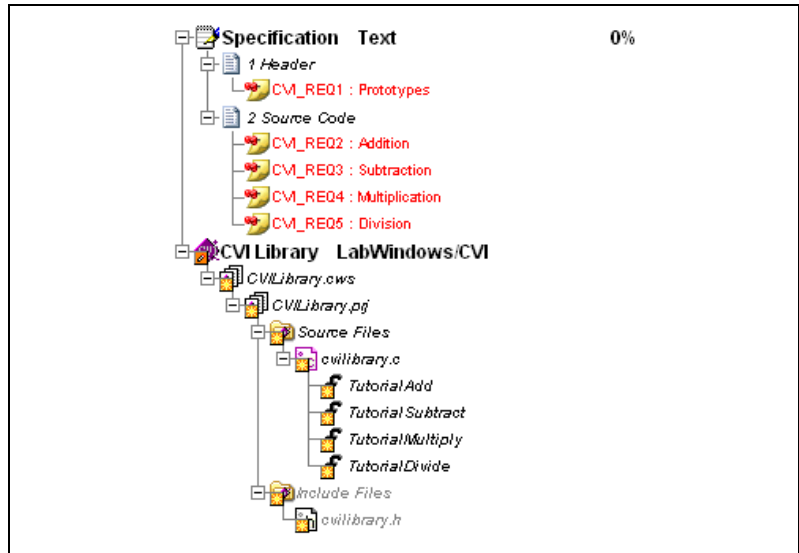 Specification Text 0%
1 Header
CVI_REQ1 : Prototypes
2 Source Code
CVI_REQ2 : Addition
CVI_REQ3 : Subtraction
CVI_REQ4 : Multiplication
CVI_REQ5 : Division
CVI Library LabWindows/CVI
CVILibrary.cws
CVILibrary.prj
Source Files
cvilibrary.c
TutorialAdd
TutorialSubtract
TutorialMultiply
TutorialDivide
Include Files
cvilibrary.h